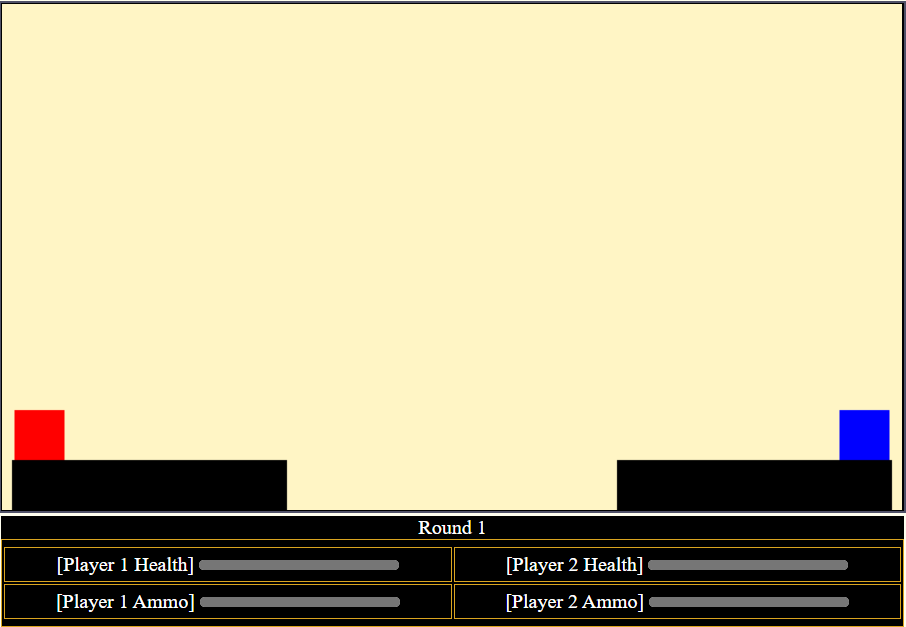 Round 1
[Player 1 Health]
[Player 2 Health]
[Player 1 Ammo]
[Player 2 Ammo]